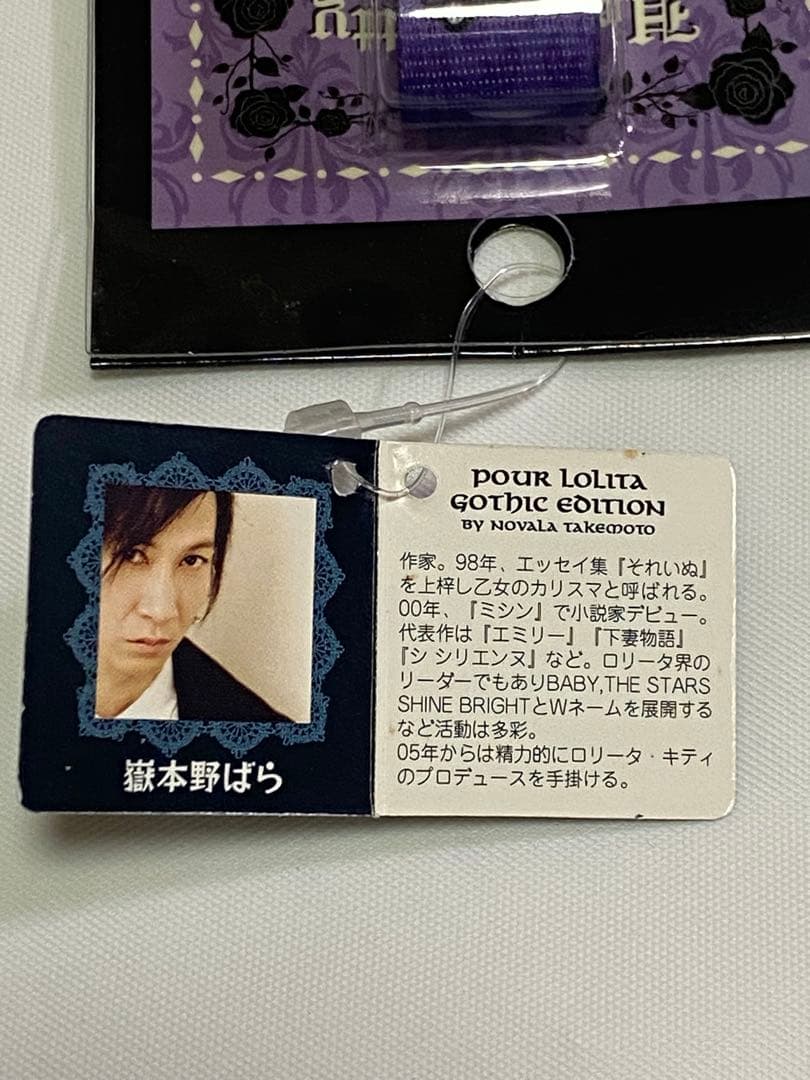 POUR LOLITA
GOTHIC EDITION
BY NOVALA TAKEMOTO
作家。98年、エッセイ集『それいぬ』
を上梓し乙女のカリスマと呼ばれる。
00年、『ミシン』で小説家デビュー。
代表作は『エミリー』『下妻物語』
『シシリエンヌ』など。ロリータ界の
リーダーでもありBABY,THE STARS
SHINE BRIGHTとWネームを展開する
など活動は多彩。
05年からは精力的にロリータ・キティ
のプロデュースを手掛ける。
嶽本野ばら